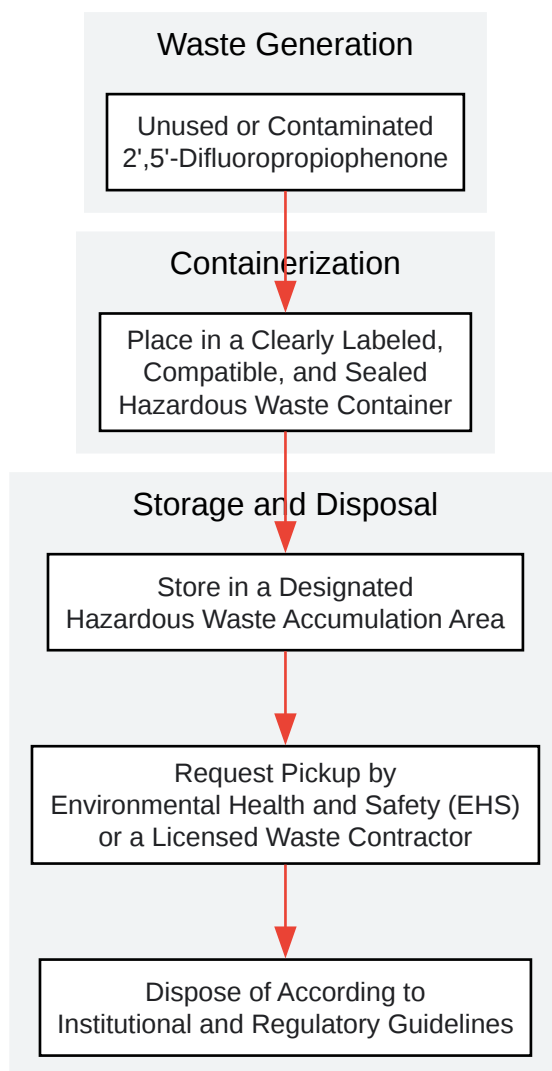 Waste Generation
Unused or Contaminated
2',5'-Difluoropropiophenone
Containerization
Place in a Clearly Labeled,
Compatible, and Sealed
Hazardous Waste Container
Storage and Disposal
Store in a Designated
Hazardous Waste Accumulation Area
Request Pickup by
Environmental Health and Safety (EHS)
or a Licensed Waste Contractor
Dispose of According to
Institutional and Regulatory Guidelines